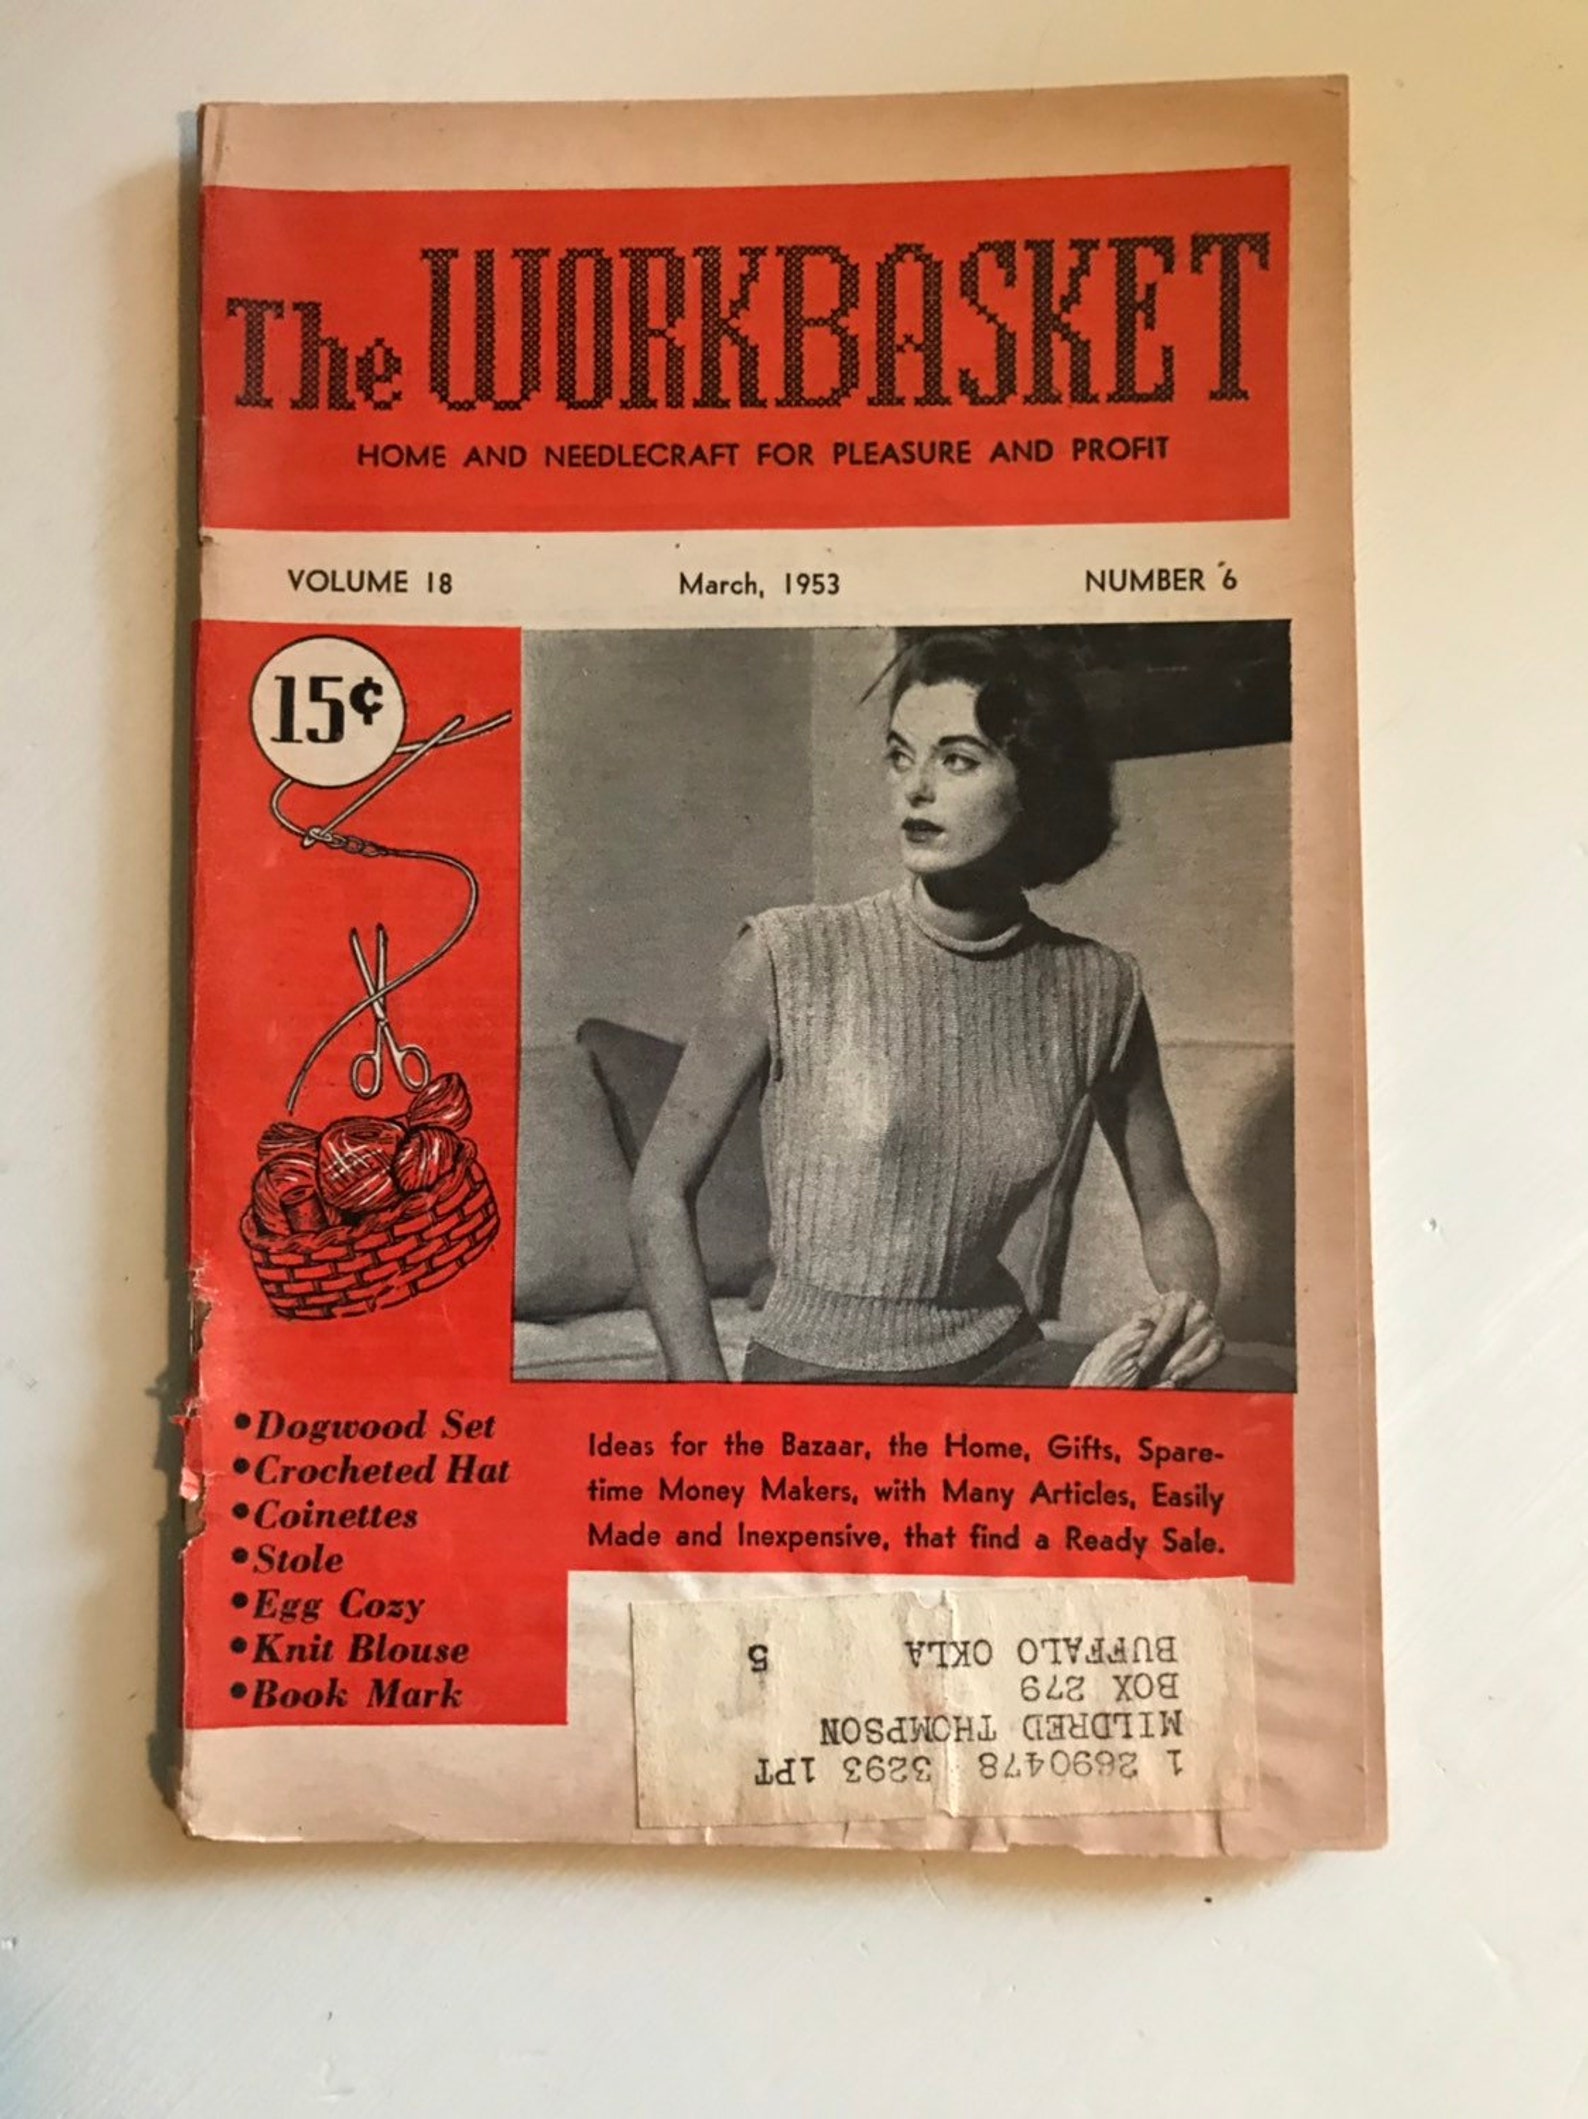 The WORKBASKET
HOME AND NEEDLECRAFT FOR PLEASURE AND PROFIT
VOLUME 18 March, 1953 NUMBER 6
15¢
•Dogwood Set
•Crocheted Hat
•Coinettes
•Stole
•Egg Cozy
•Knit Blouse
•Book Mark
Ideas for the Bazaar, the Home, Gifts, Spare-
time Money Makers, with Many Articles, Easily
Made and Inexpensive, that find a Ready Sale.
1 2690478 3293 1PT
MILDRED THOMPSON
BOX 279
BUFFALO OKLA 5